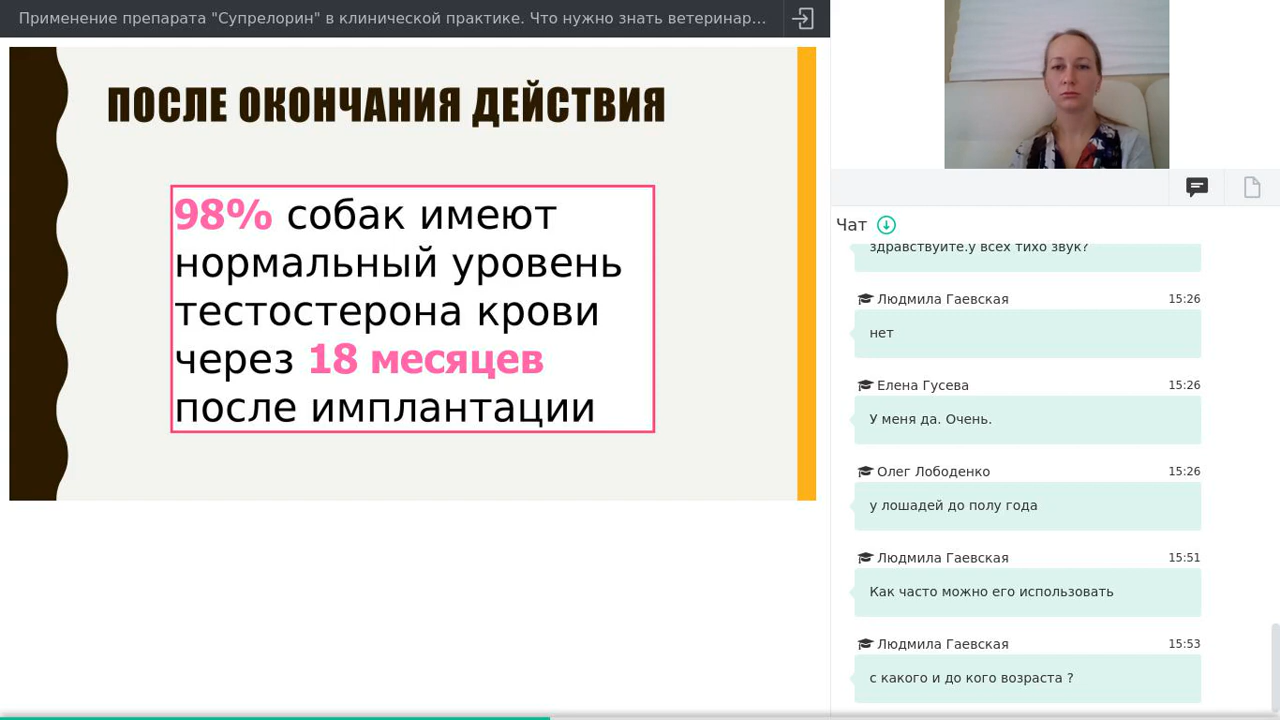 Применение препарата "Супрелорин" в клинической практике. Что нужно знать ветеринар...
ПОСЛЕ ОКОНЧАНИЯ ДЕЙСТВИЯ
98% собак имеют
нормальный уровень
тестостерона крови
через 18 месяцев
после имплантации
Чат
здравствуйте.у всех тихо звук?
Людмила Гаевская 15:26
нет
Елена Гусева 15:26
У меня да. Очень.
Олег Лободенко 15:26
у лошадей до полу года
Людмила Гаевская 15:51
Как часто можно его использовать
Людмила Гаевская 15:53
с какого и до кого возраста ?